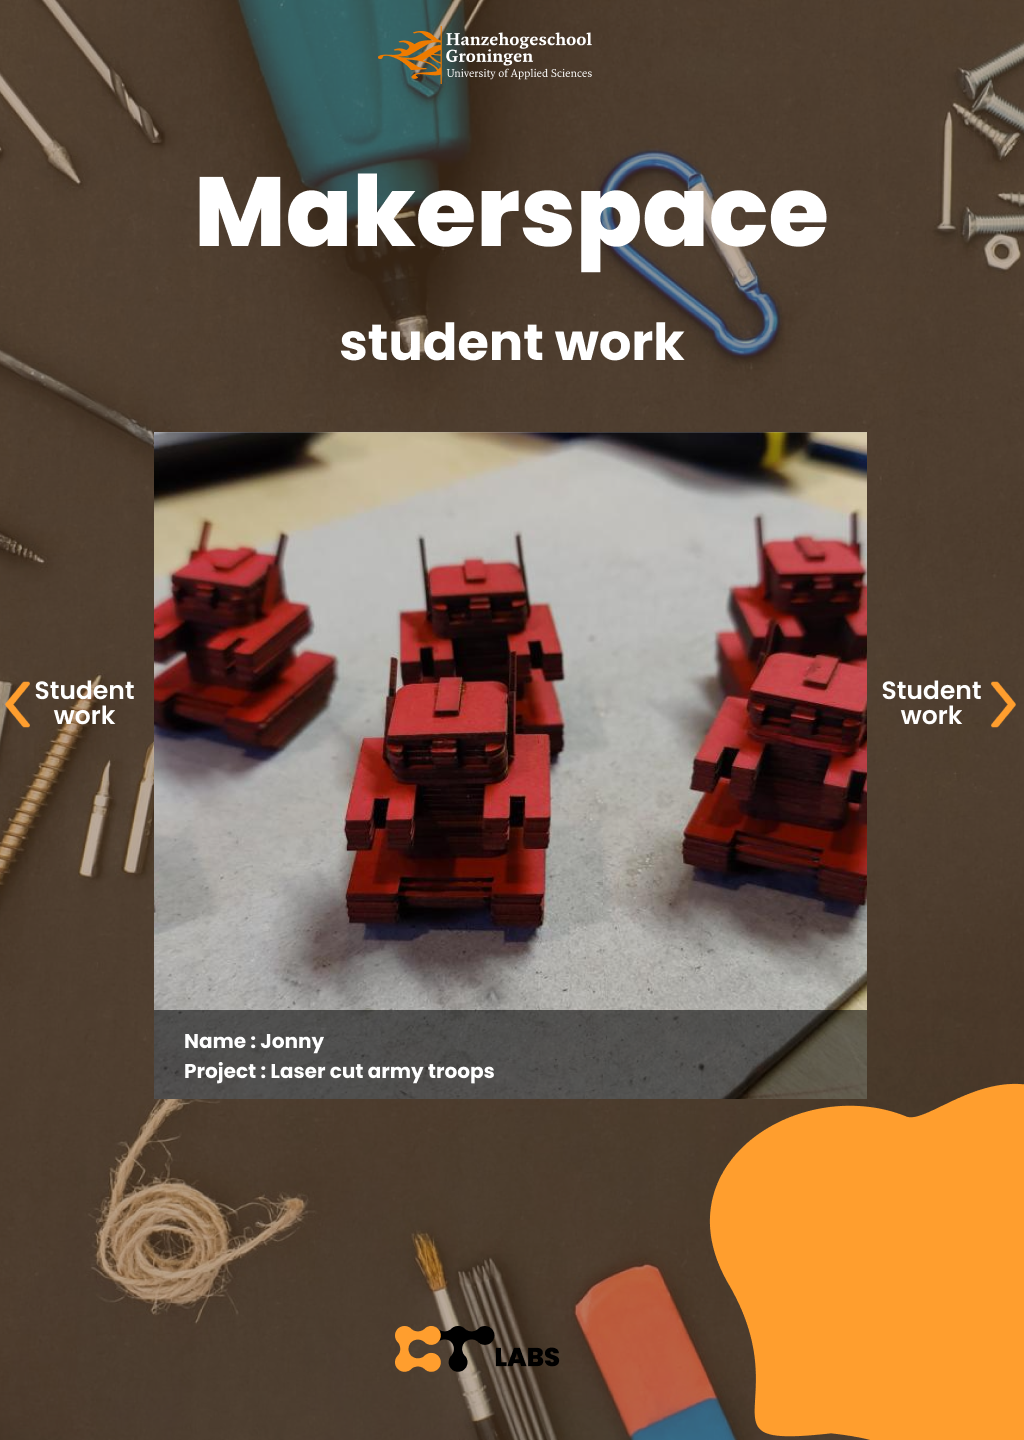 Hanzehogeschool
Groningen
University of Applied Sciences
Makerspace
student work
Student
work
Student
work
Name : Jonny
Project : Laser cut army troops
CT LABS